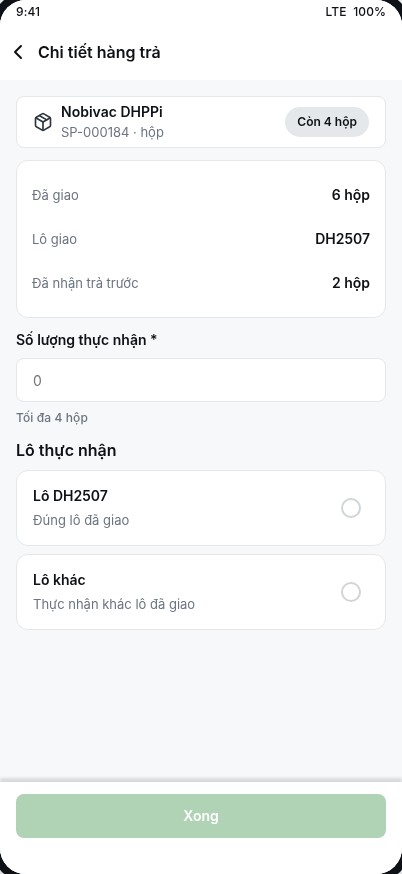 9:41
LTE 100%
Chi tiết hàng trả
Nobivac DHPPi
SP-000184 · hộp
Còn 4 hộp
Đã giao
6 hộp
Lô giao
DH2507
Đã nhận trả trước
2 hộp
Số lượng thực nhận *
0
Tối đa 4 hộp
Lô thực nhận
Lô DH2507
Đúng lô đã giao
Lô khác
Thực nhận khác lô đã giao
Xong